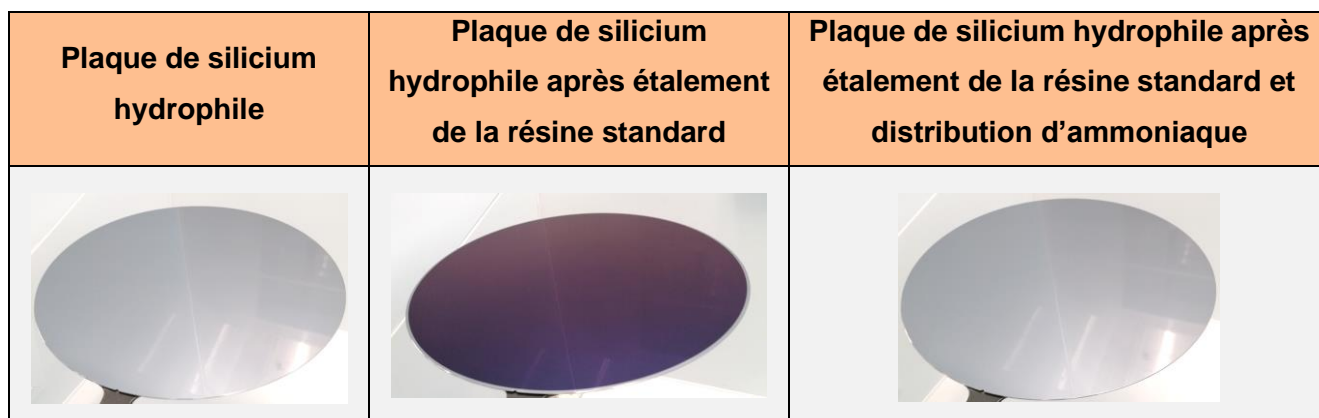 Plaque de silicium
hydrophile
Plaque de silicium
hydrophile après étalement
de la résine standard
Plaque de silicium hydrophile après
étalement de la résine standard et
distribution d’ammoniaque